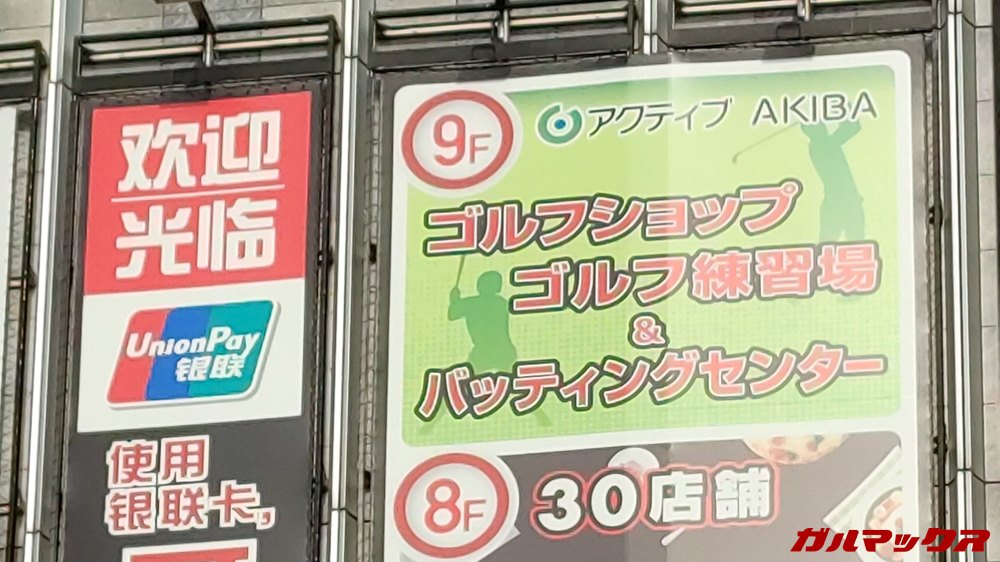 欢迎
光临
UnionPay
银联
使用
银联卡,
9F
アクティブ AKIBA
ゴルフショップ
ゴルフ練習場
&
バッティングセンター
8F
30店舗
ガルマックス